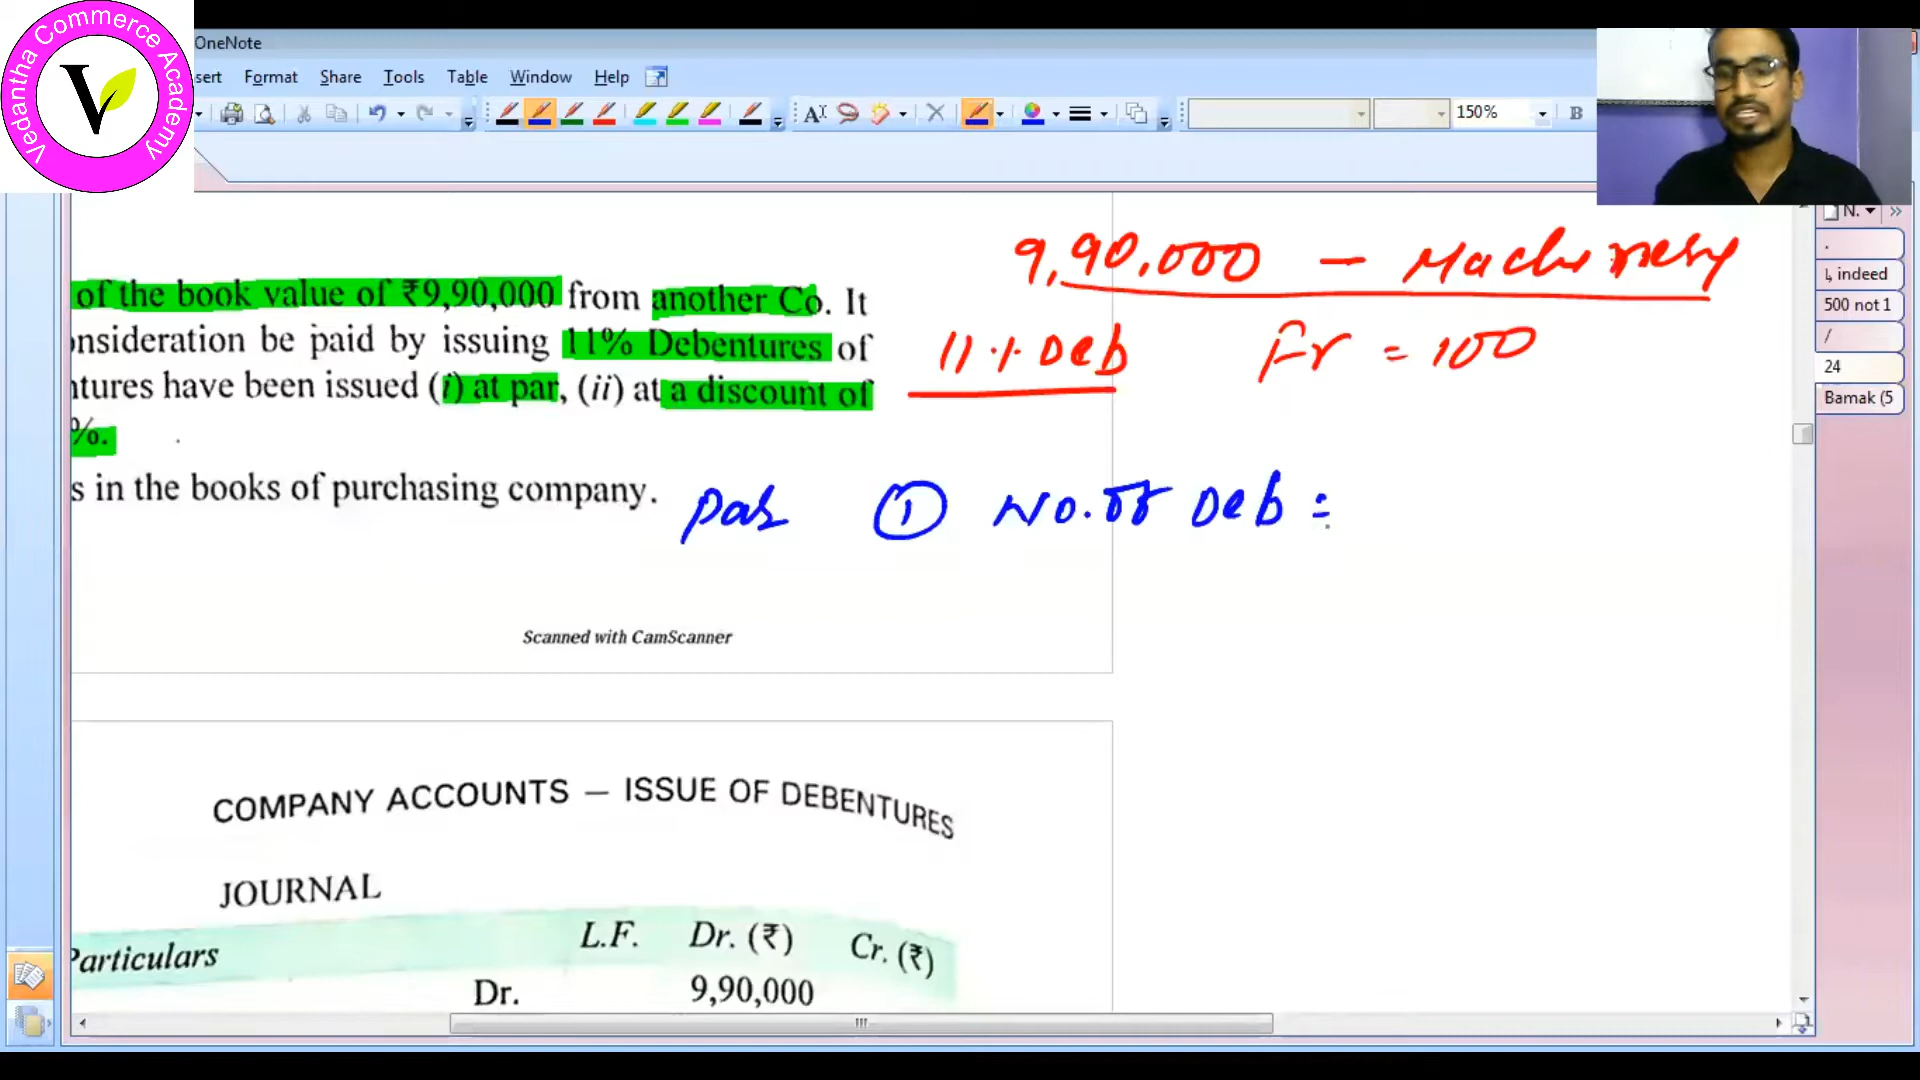 Vedantha Commerce Academy
V
OneNote
sert Format Share Tools Table Window Help
A 150% B
N. »
.
↳ indeed
500 not 1
/
24
Bamak (5
9,90,000 - Machinery
of the book value of ₹9,90,000 from another Co. It
onsideration be paid by issuing 11% Debentures of
11% Deb Fv = 100
ntures have been issued (i) at par, (ii) at a discount of
%.
s in the books of purchasing company.
par ① No. of Deb =
Scanned with CamScanner
COMPANY ACCOUNTS — ISSUE OF DEBENTURES
JOURNAL
Particulars L.F. Dr. (₹) Cr. (₹)
Dr. 9,90,000